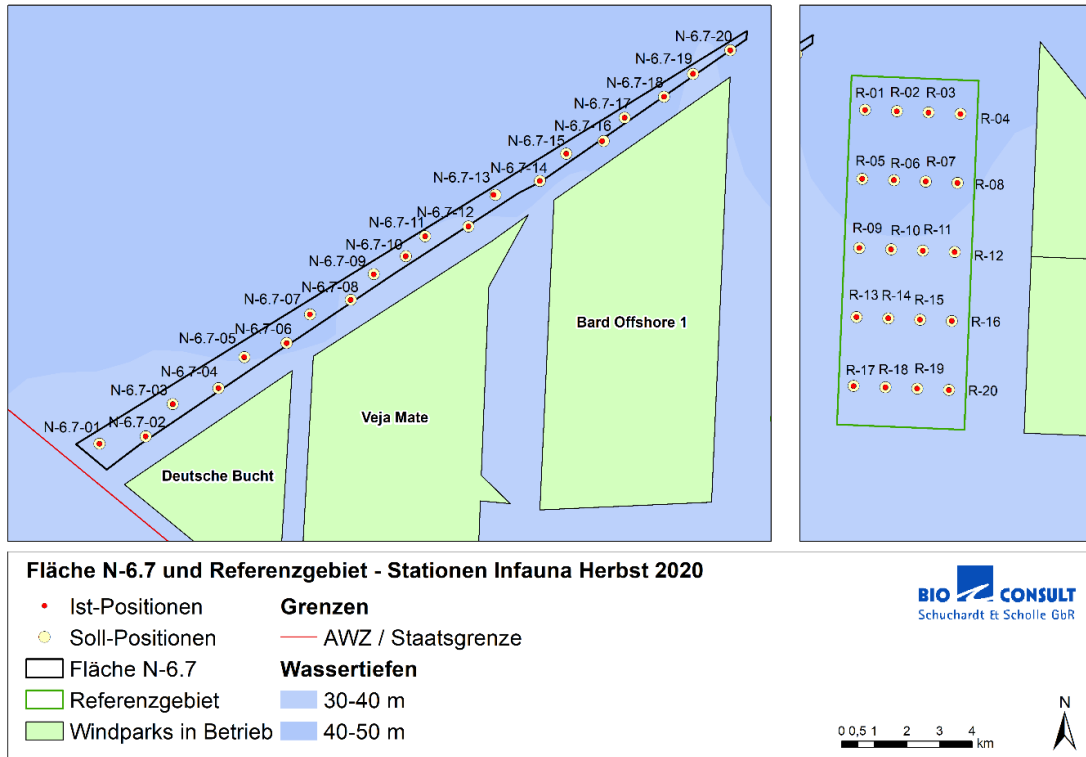 N-6.7-20
N-6.7-19
N-6.7-18
N-6.7-17
N-6.7-16
N-6.7-15
N-6.7-14
N-6.7-13
N-6.7-12
N-6.7-11
N-6.7-10
N-6.7-09
N-6.7-08
N-6.7-07
N-6.7-06
N-6.7-05
N-6.7-04
N-6.7-03
N-6.7-02
N-6.7-01
Bard Offshore 1
Veja Mate
Deutsche Bucht
R-01 R-02 R-03 R-04
R-05 R-06 R-07 R-08
R-09 R-10 R-11 R-12
R-13 R-14 R-15 R-16
R-17 R-18 R-19 R-20
Fläche N-6.7 und Referenzgebiet - Stationen Infauna Herbst 2020
Ist-Positionen
Soll-Positionen
Fläche N-6.7
Referenzgebiet
Windparks in Betrieb
Grenzen
AWZ / Staatsgrenze
Wassertiefen
30-40 m
40-50 m
BIO CONSULT
Schuchardt & Scholle GbR
N
0 0,5 1 2 3 4
km